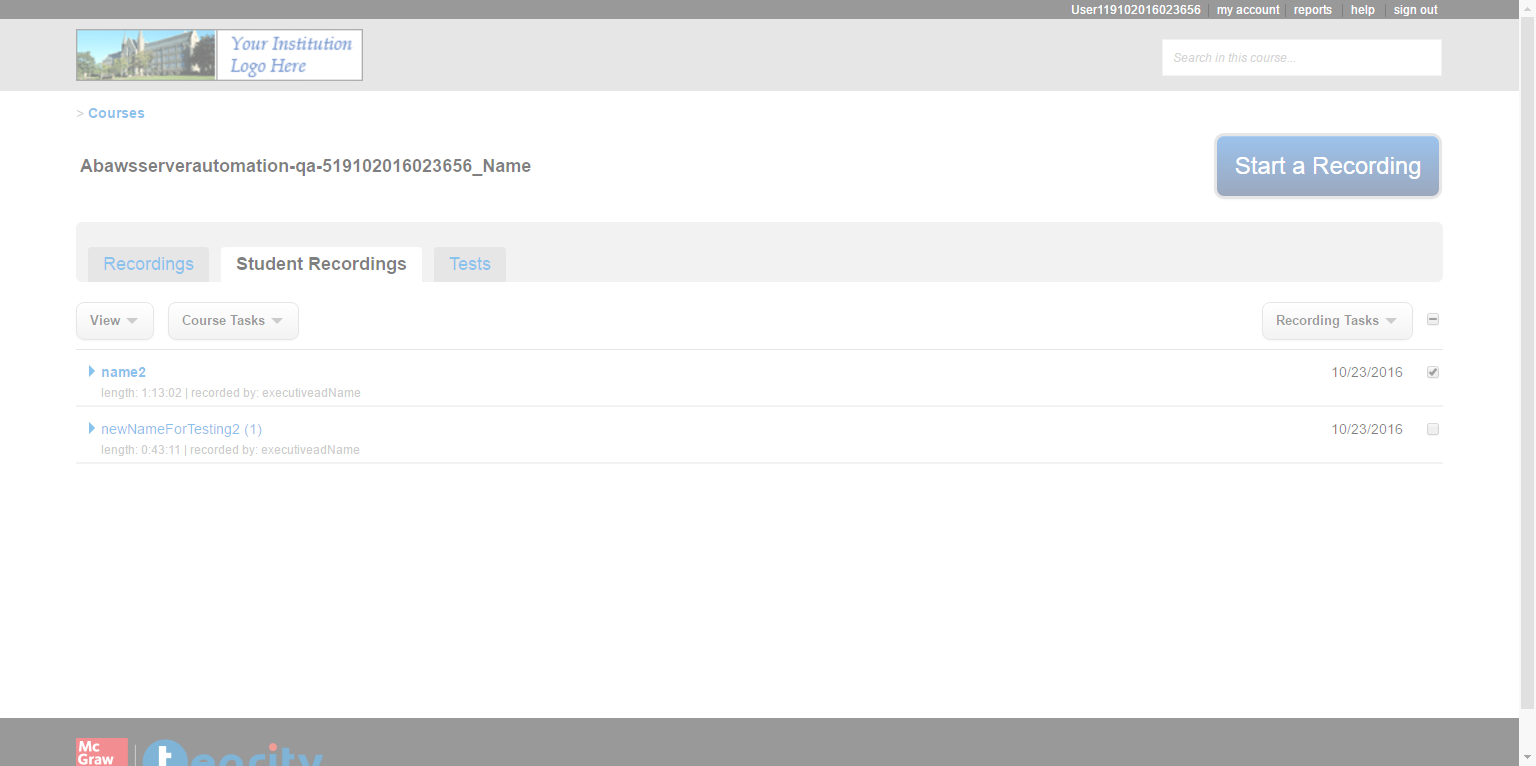 User119102016023656 | my account | reports | help | sign out
Your Institution
Logo Here
Search in this course...
> Courses
Abawsserverautomation-qa-519102016023656_Name
Start a Recording
Recordings
Student Recordings
Tests
View
Course Tasks
Recording Tasks
name2
10/23/2016
length: 1:13:02 | recorded by: executiveadName
newNameForTesting2 (1)
10/23/2016
length: 0:43:11 | recorded by: executiveadName
Mc
Graw